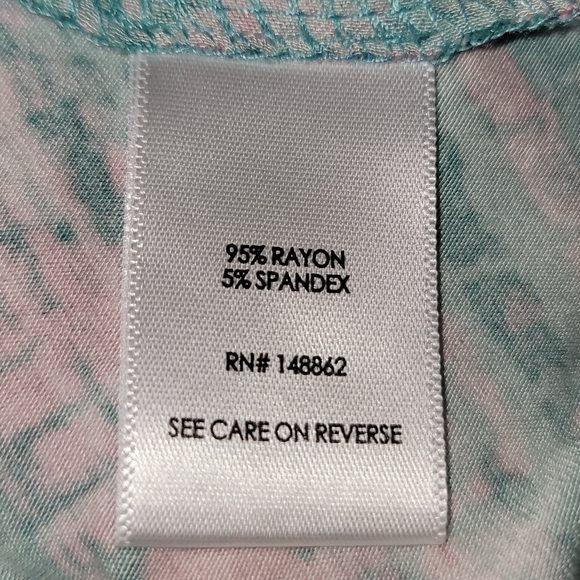 95% RAYON
5% SPANDEX
RN# 148862
SEE CARE ON REVERSE